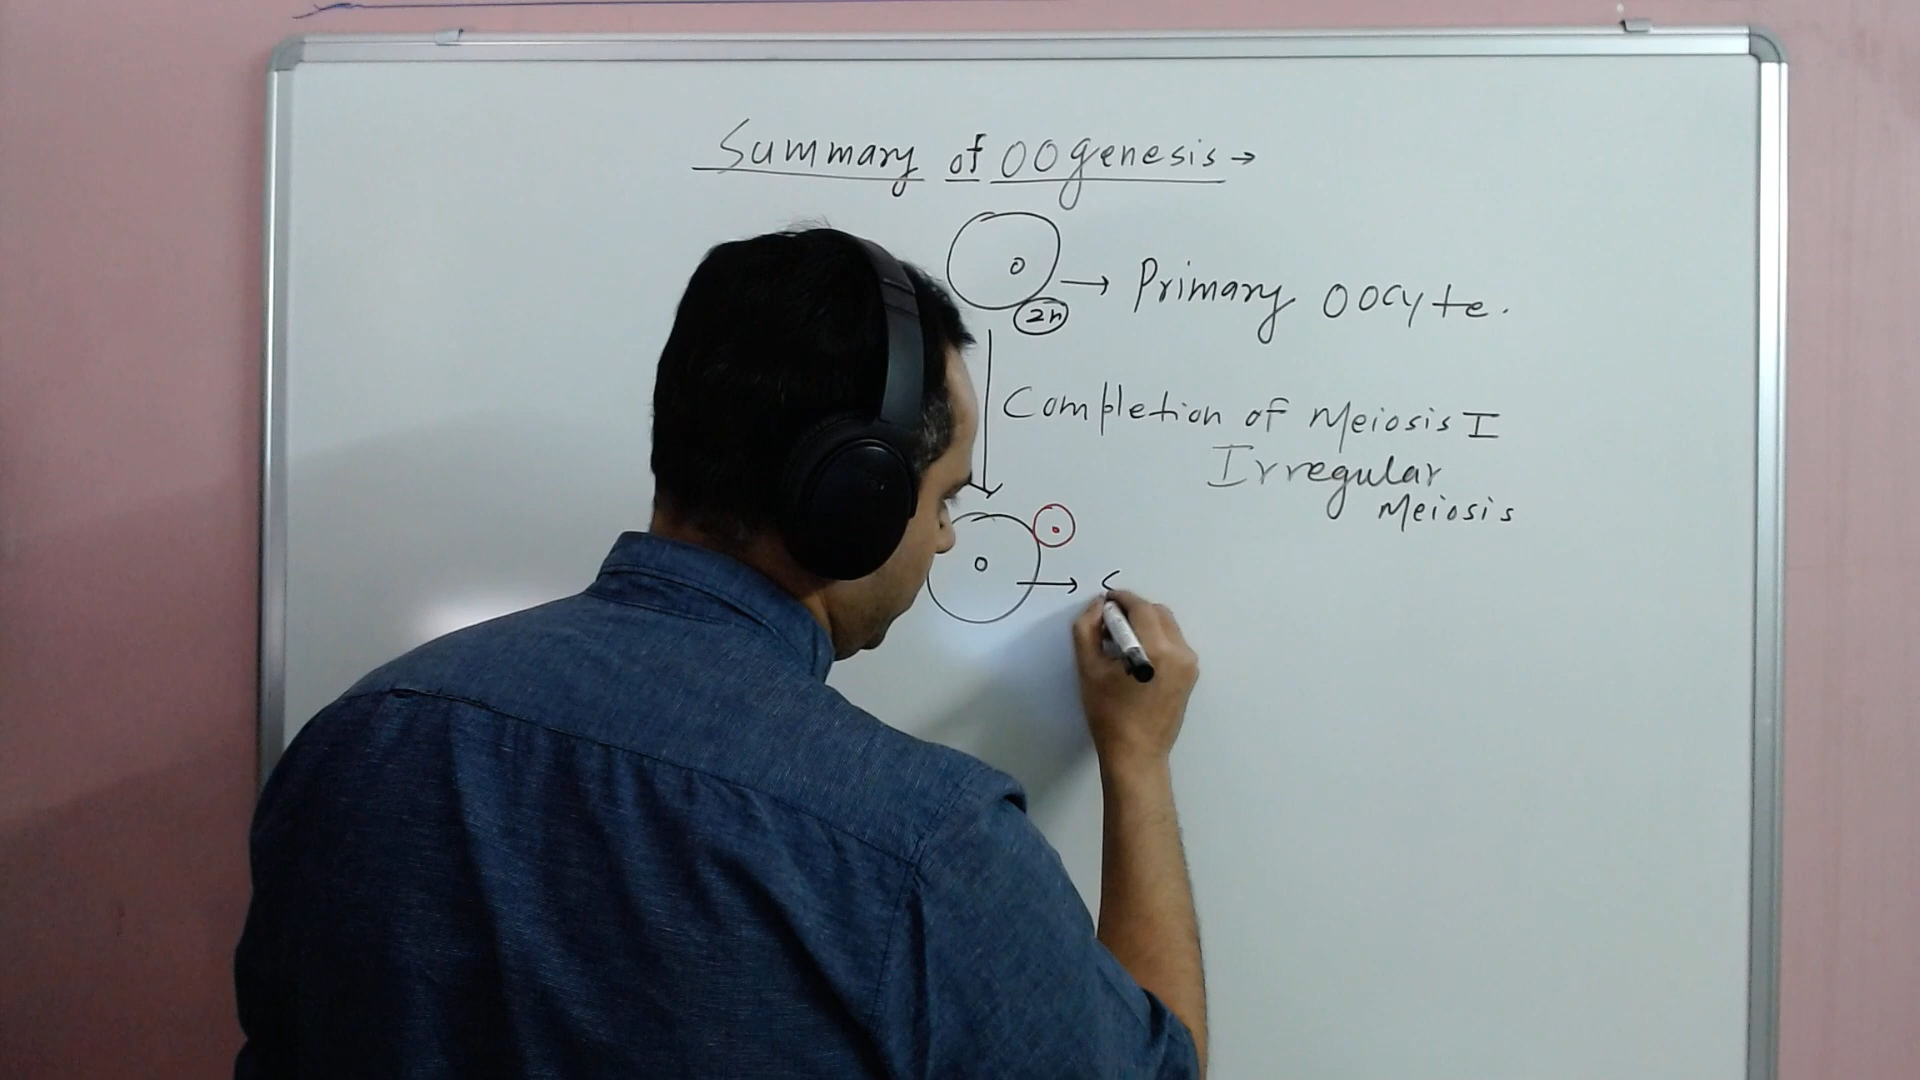 Summary of OOgenesis →
→ Primary OOcyte.
2n
Completion of Meiosis I
Irregular
Meiosis
→ S